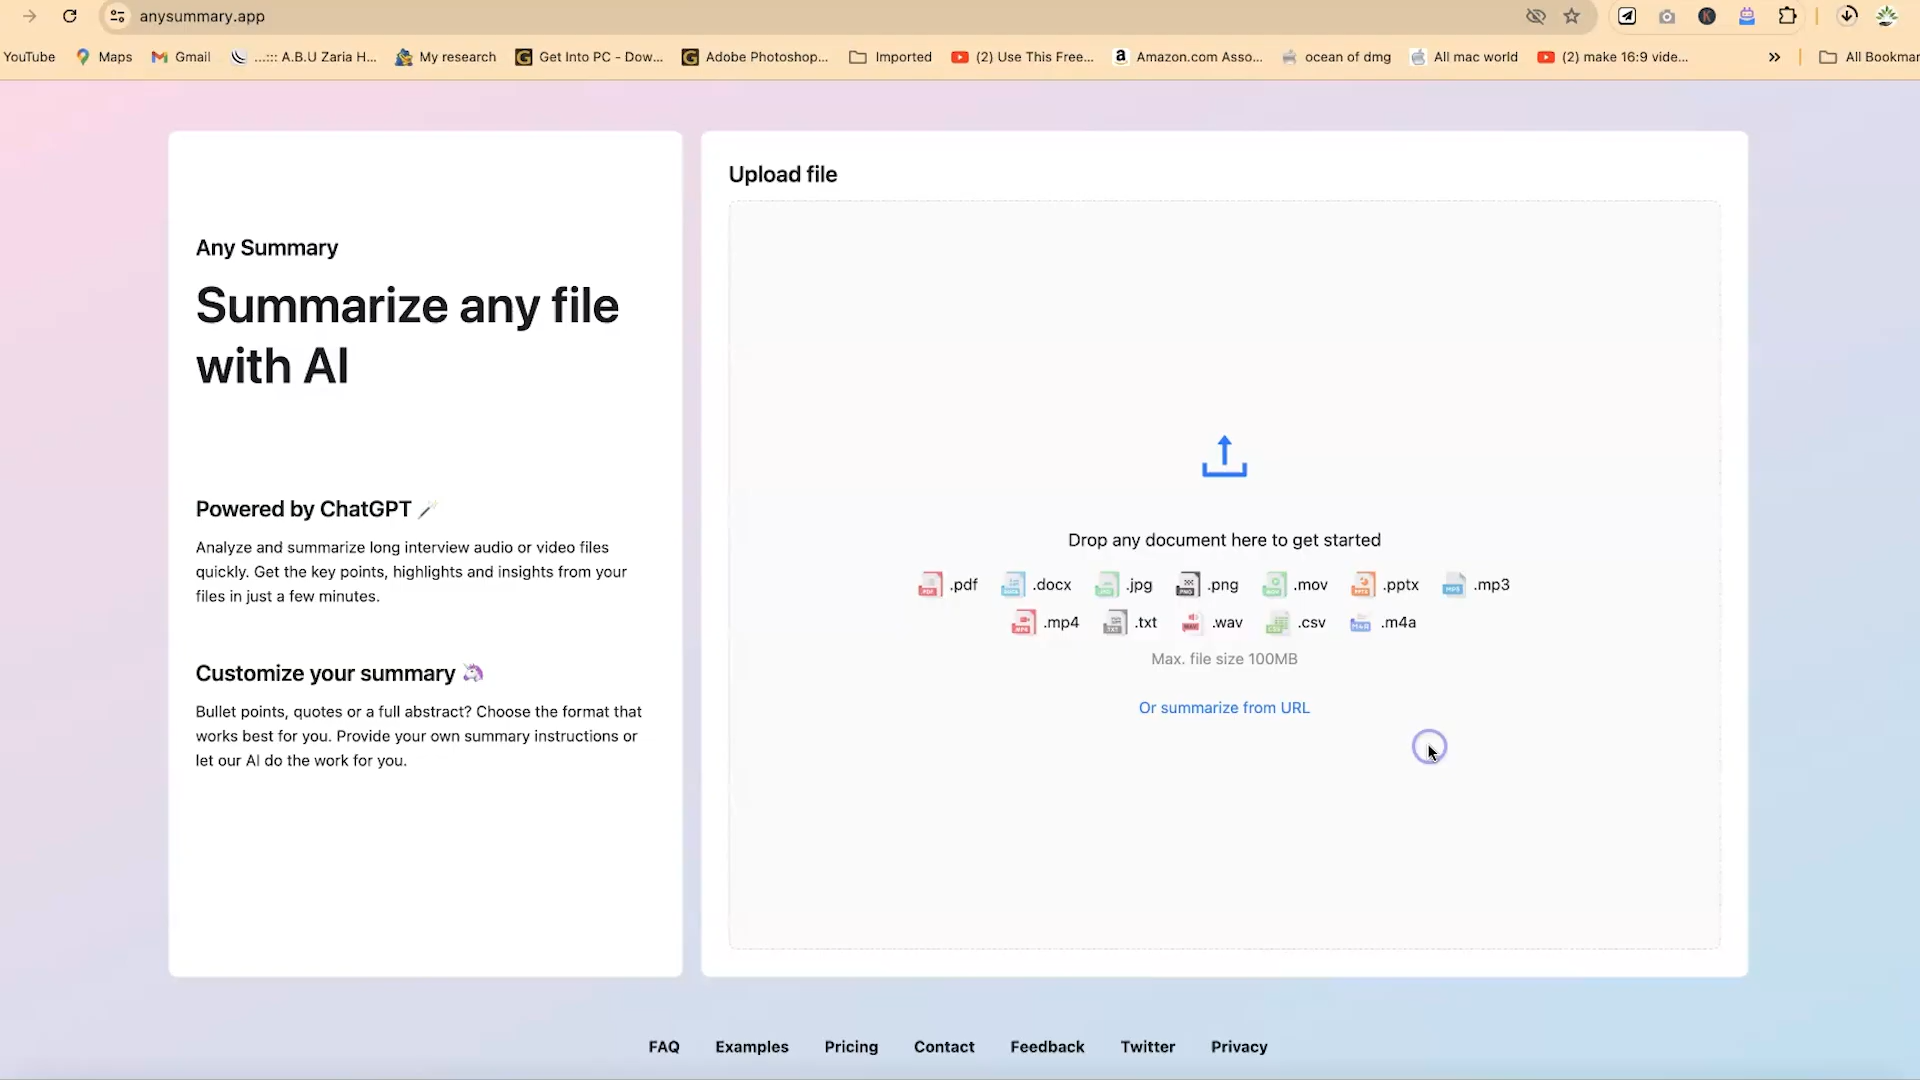 anysummary.app
YouTube Maps Gmail ...::: A.B.U Zaria H... My research Get Into PC - Dow... Adobe Photoshop... Imported (2) Use This Free... a Amazon.com Asso... ocean of dmg All mac world (2) make 16:9 vide... » All Bookmar
Any Summary
Summarize any file
with AI
Powered by ChatGPT
Analyze and summarize long interview audio or video files
quickly. Get the key points, highlights and insights from your
files in just a few minutes.
Customize your summary
Bullet points, quotes or a full abstract? Choose the format that
works best for you. Provide your own summary instructions or
let our AI do the work for you.
Upload file
Drop any document here to get started
.pdf .docx .jpg .png .mov .pptx .mp3
.mp4 .txt .wav .csv .m4a
Max. file size 100MB
Or summarize from URL
FAQ Examples Pricing Contact Feedback Twitter Privacy